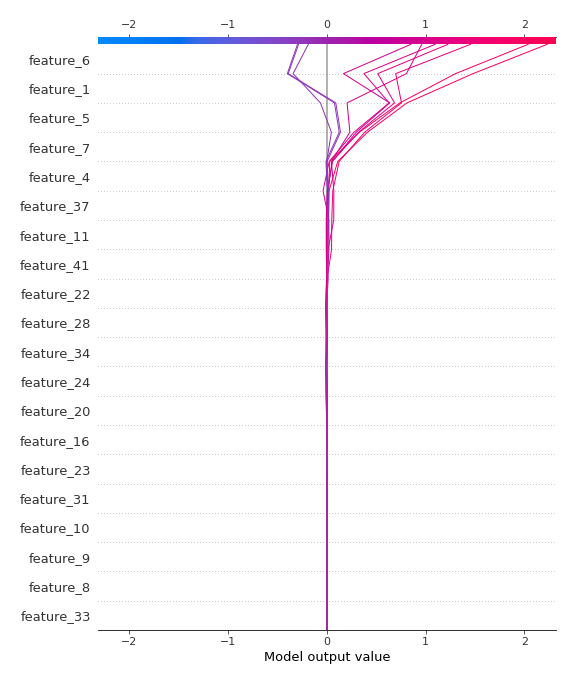 −2 −1 0 1 2
feature_6
feature_1
feature_5
feature_7
feature_4
feature_37
feature_11
feature_41
feature_22
feature_28
feature_34
feature_24
feature_20
feature_16
feature_23
feature_31
feature_10
feature_9
feature_8
feature_33
−2 −1 0 1 2
Model output value